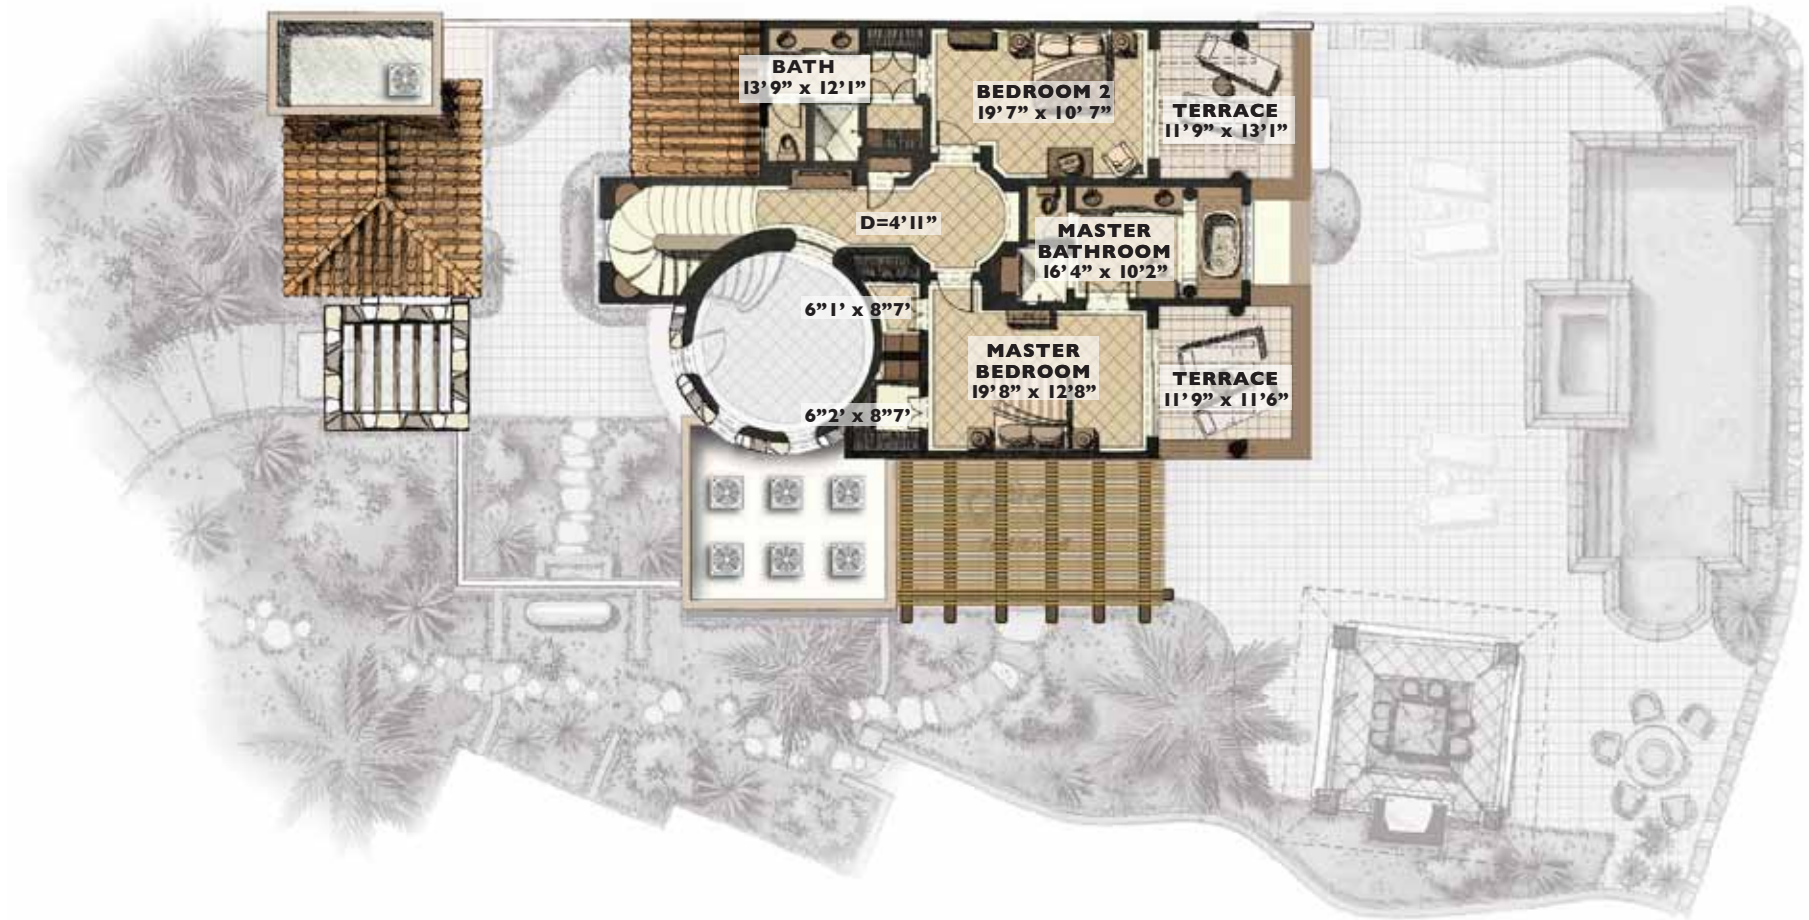 BATH
13'9" x 12'1"
BEDROOM 2
19'7" x 10' 7"
TERRACE
11'9" x 13'1"
D=4'11"
MASTER
BATHROOM
16'4" x 10'2"
6"1' x 8"7'
MASTER
BEDROOM
19'8" x 12'8"
TERRACE
11'9" x 11'6"
6"2' x 8"7'